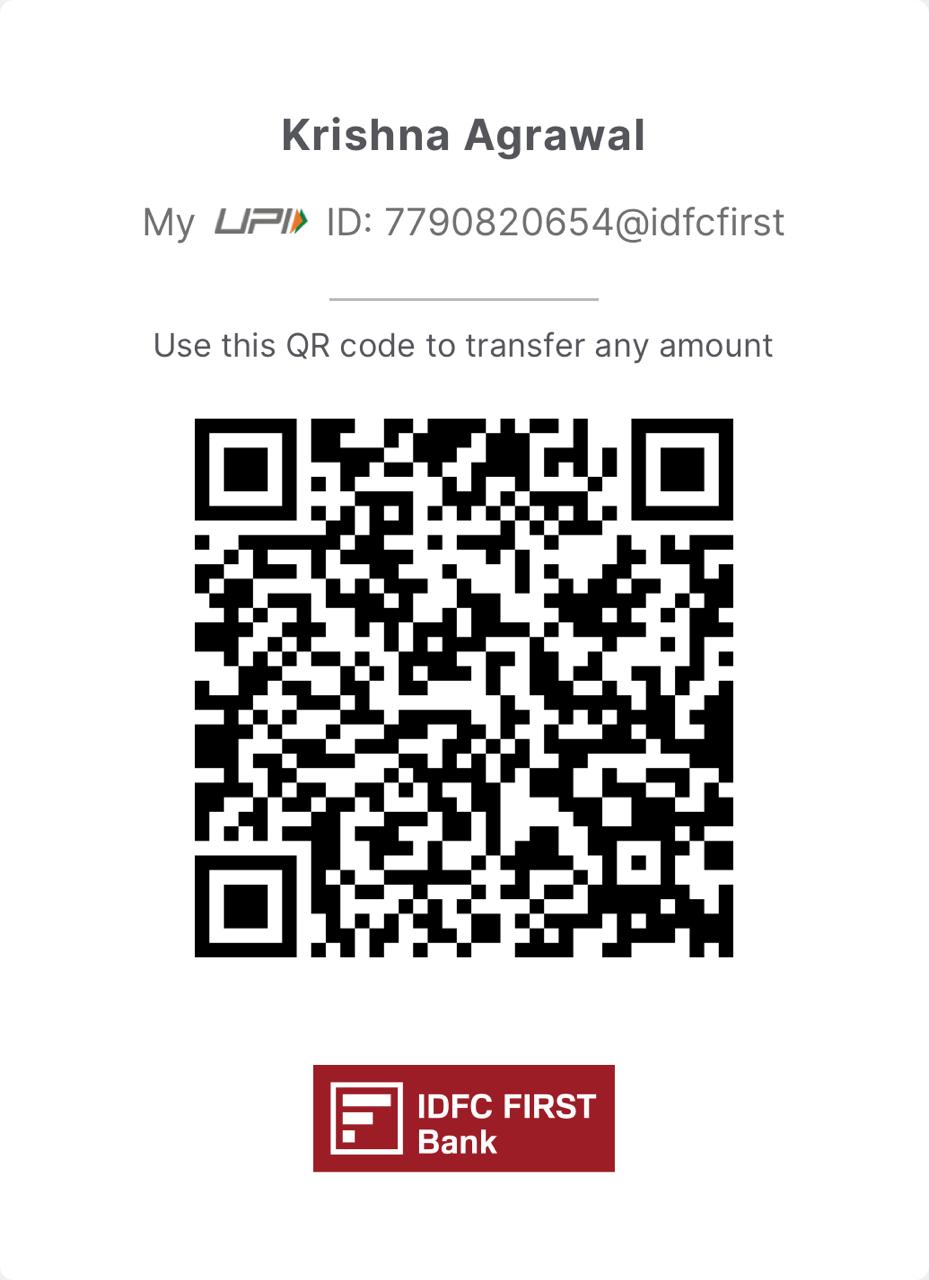 Krishna Agrawal
My UPI ID: 7790820654@idfcfirst
Use this QR code to transfer any amount
IDFC FIRST
Bank